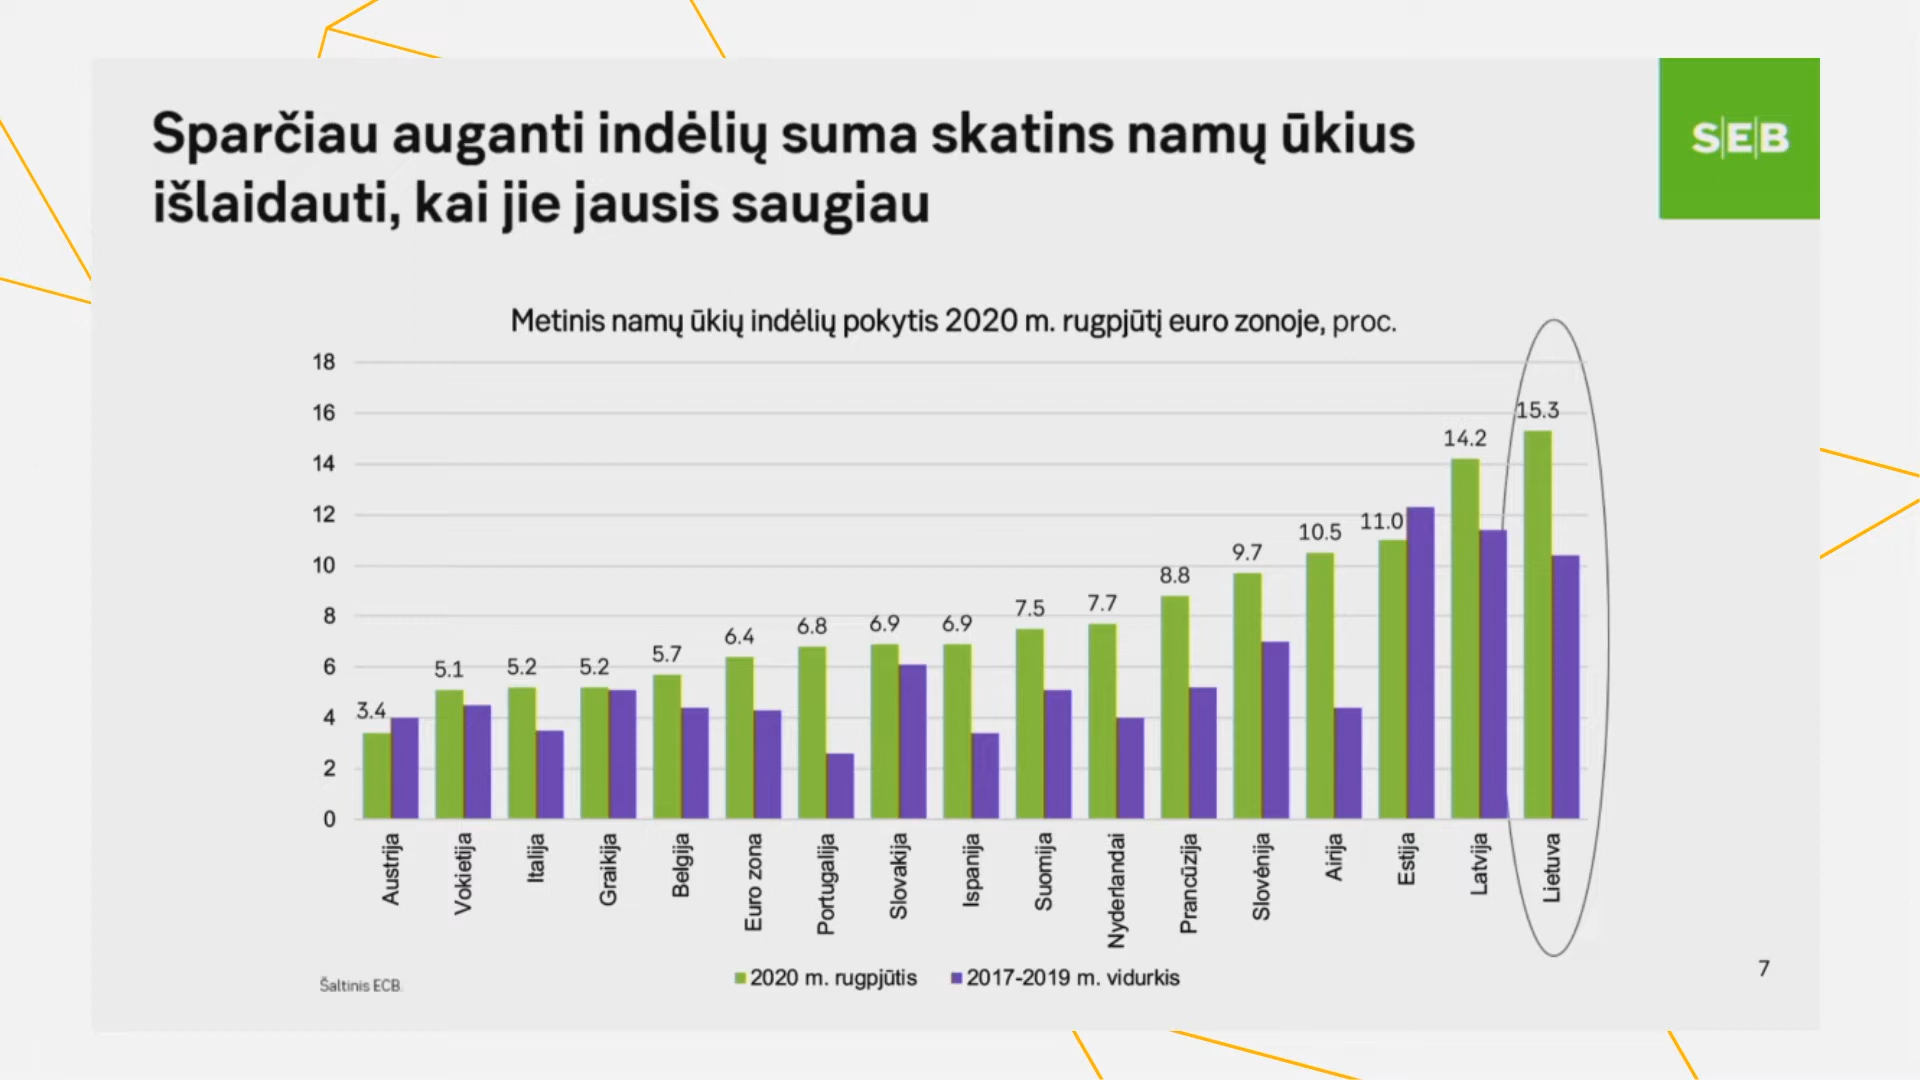 Sparčiau auganti indėlių suma skatins namų ūkius
išlaidauti, kai jie jausis saugiau
S|E|B
Metinis namų ūkių indėlių pokytis 2020 m. rugpjūtį euro zonoje, proc.
18
16
14
12
10
8
6
4
2
0
3.4
5.1
5.2
5.2
5.7
6.4
6.8
6.9
6.9
7.5
7.7
8.8
9.7
10.5
11.0
14.2
15.3
Austrija
Vokietija
Italija
Graikija
Belgija
Euro zona
Portugalija
Slovakija
Ispanija
Suomija
Nyderlandai
Prancūzija
Slovėnija
Airija
Estija
Latvija
Lietuva
2020 m. rugpjūtis
2017-2019 m. vidurkis
Šaltinis ECB.
7